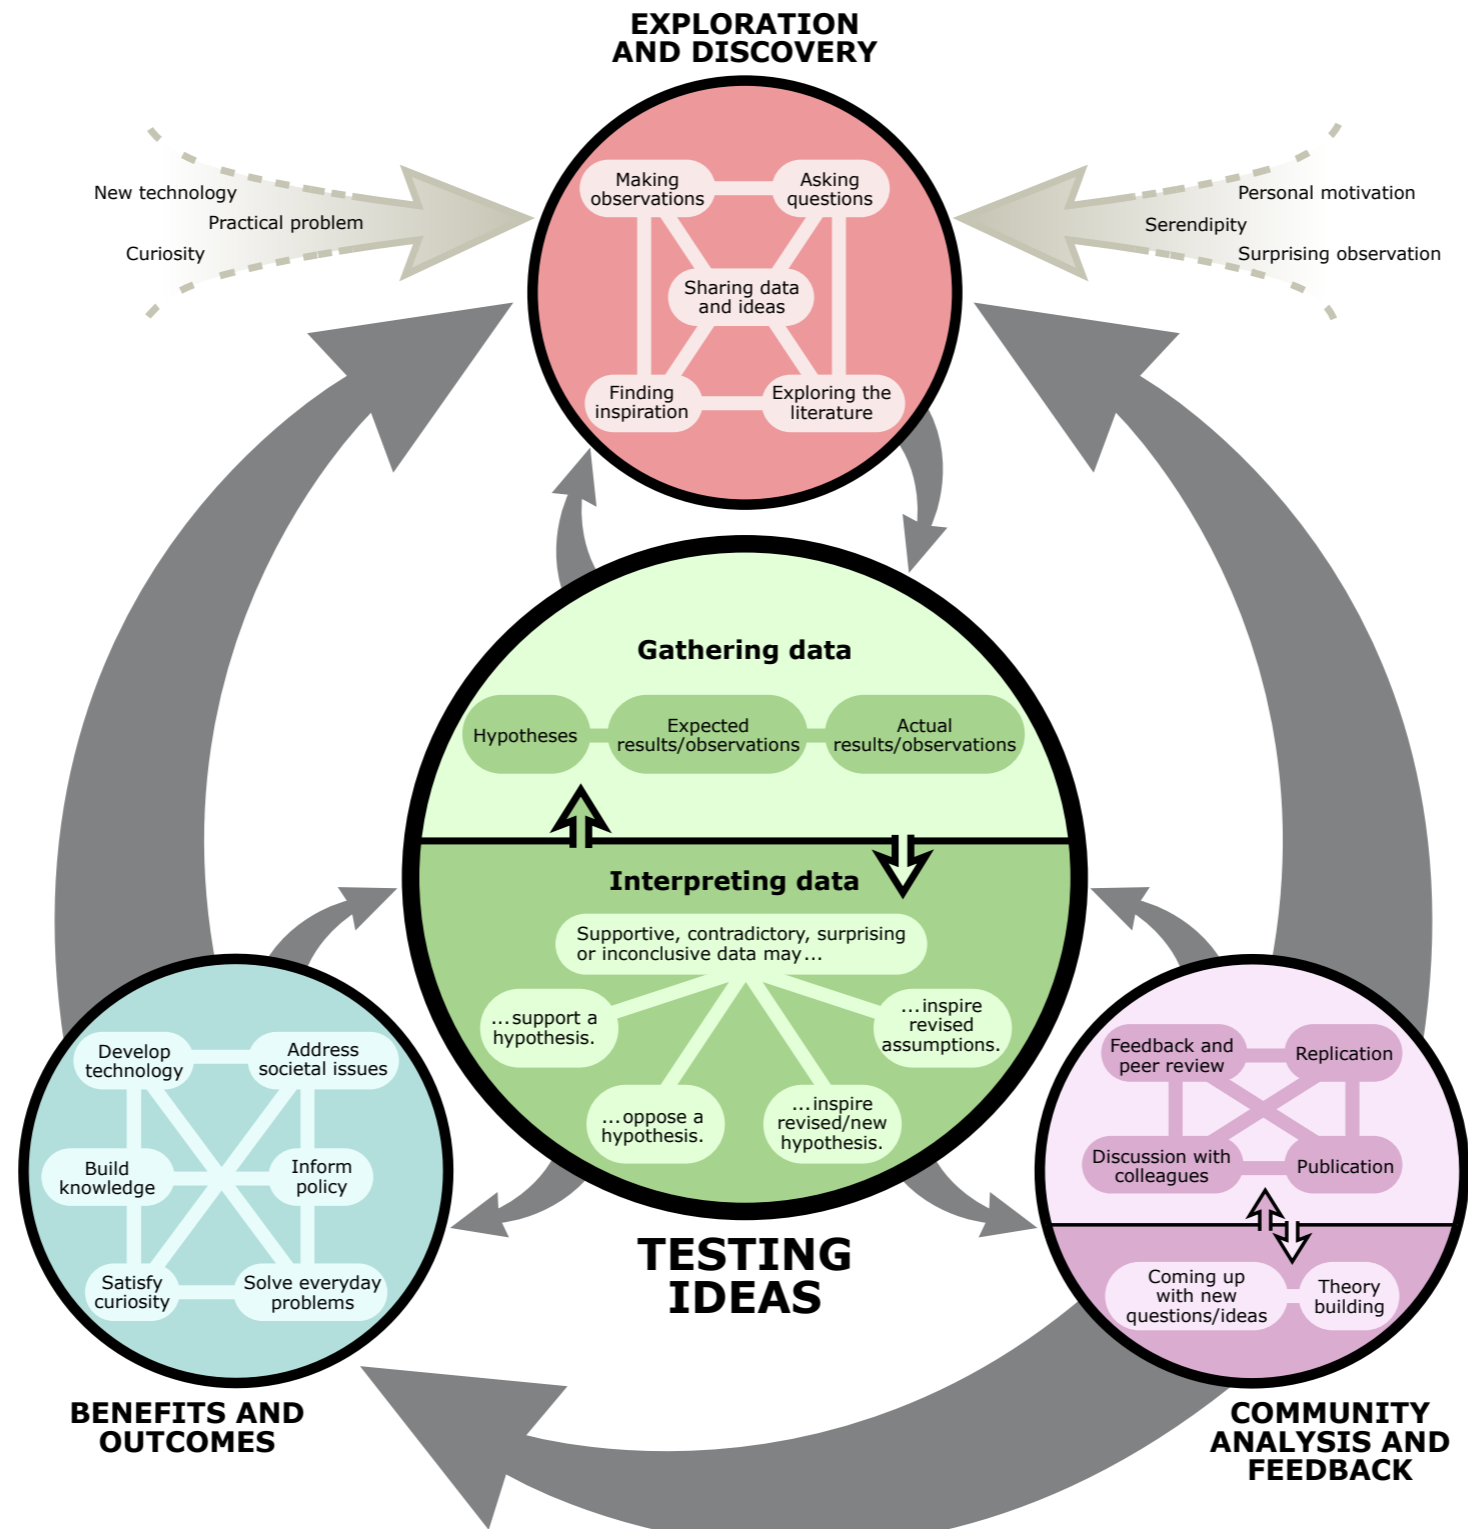 EXPLORATION
AND DISCOVERY
New technology
Practical problem
Curiosity
Personal motivation
Serendipity
Surprising observation
Making
observations
Asking
questions
Sharing data
and ideas
Finding
inspiration
Exploring the
literature
Gathering data
Hypotheses
Expected
results/observations
Actual
results/observations
Interpreting data
Supportive, contradictory, surprising
or inconclusive data may...
...support a
hypothesis.
...oppose a
hypothesis.
...inspire
revised/new
hypothesis.
...inspire
revised
assumptions.
TESTING
IDEAS
Develop
technology
Address
societal issues
Build
knowledge
Inform
policy
Satisfy
curiosity
Solve everyday
problems
BENEFITS AND
OUTCOMES
Feedback and
peer review
Replication
Discussion with
colleagues
Publication
Coming up
with new
questions/ideas
Theory
building
COMMUNITY
ANALYSIS AND
FEEDBACK